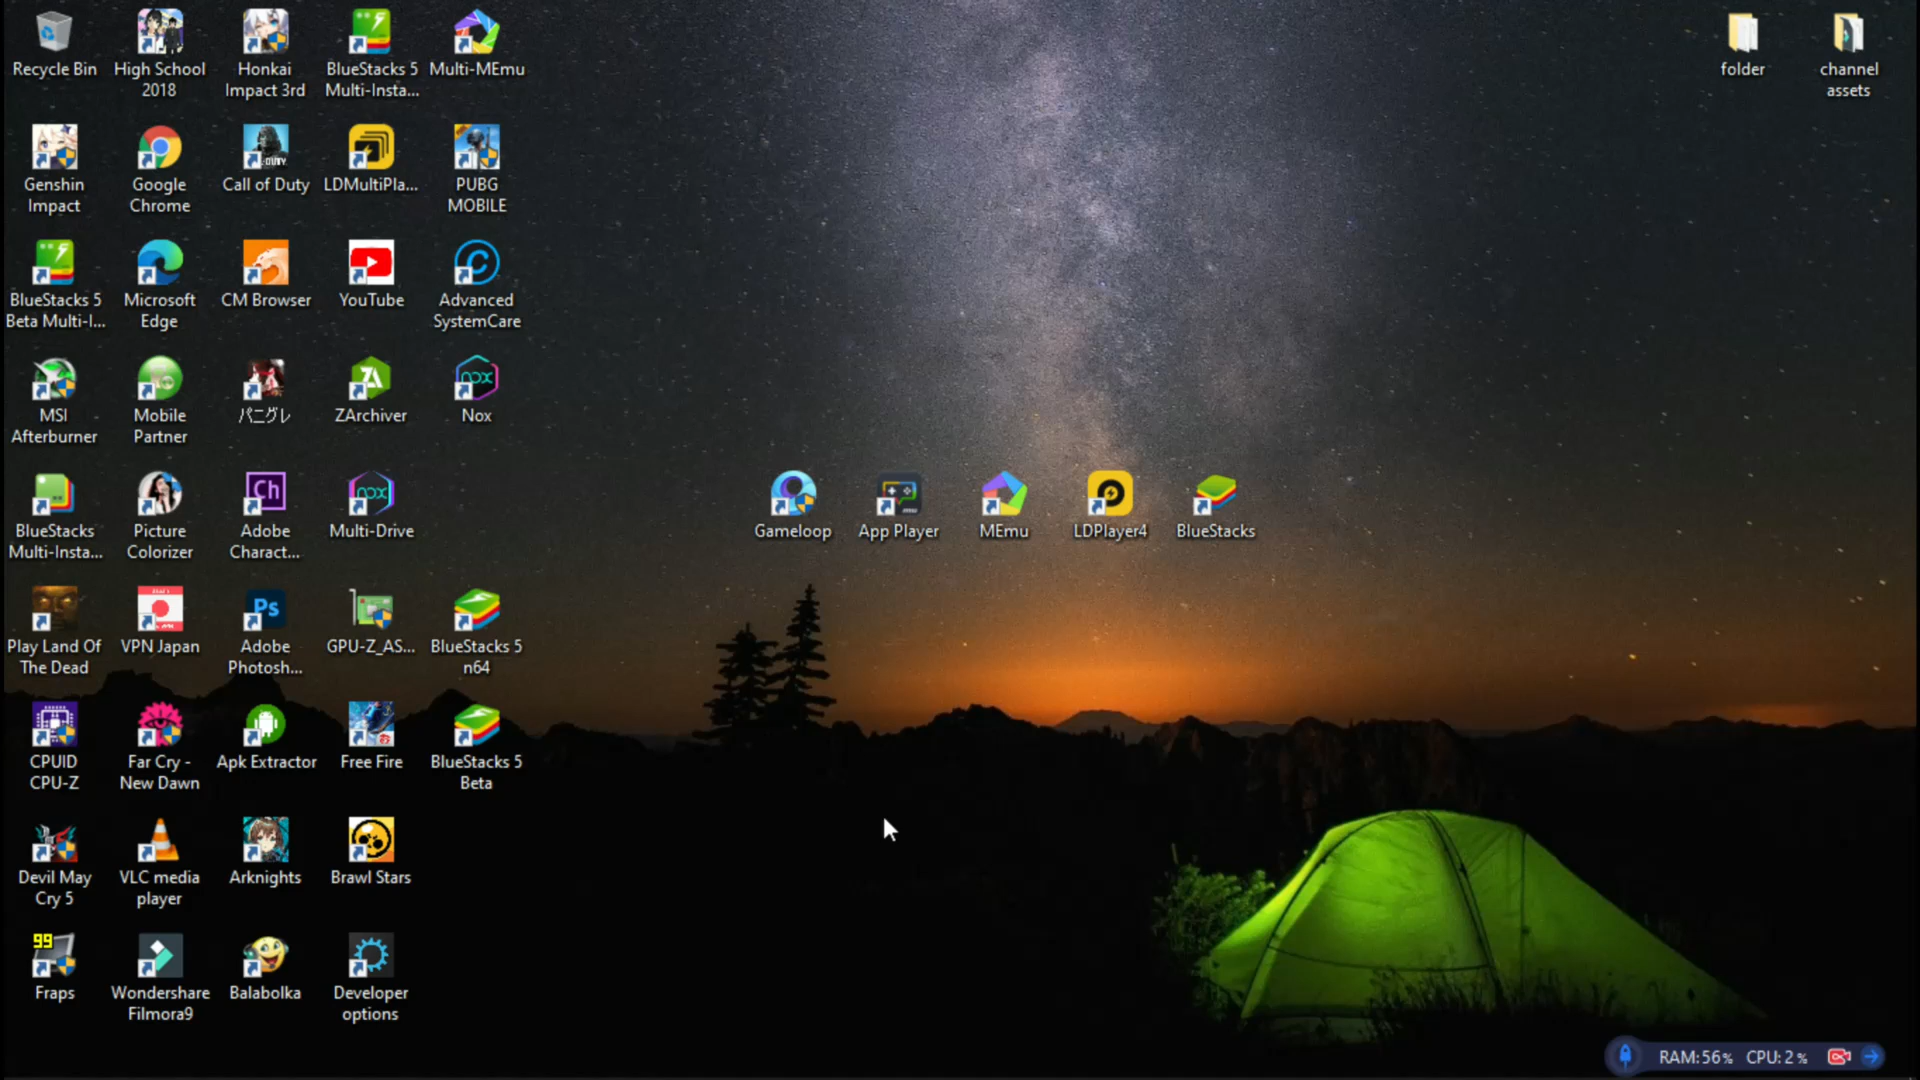 Recycle Bin
High School
2018
Honkai
Impact 3rd
BlueStacks 5
Multi-Insta...
Multi-MEmu
folder
channel
assets
Genshin
Impact
Google
Chrome
Call of Duty
LDMultiPla...
PUBG
MOBILE
BlueStacks 5
Beta Multi-I...
Microsoft
Edge
CM Browser
YouTube
Advanced
SystemCare
MSI
Afterburner
Mobile
Partner
パニグレ
ZArchiver
nox
Nox
BlueStacks
Multi-Insta...
Picture
Colorizer
Ch
Adobe
Charact...
nox
Multi-Drive
Gameloop
App Player
MEmu
LDPlayer4
BlueStacks
Play Land Of
The Dead
VPN Japan
Ps
Adobe
Photosh...
GPU-Z_AS...
BlueStacks 5
n64
CPUID
CPU-Z
Far Cry -
New Dawn
Apk Extractor
Free Fire
BlueStacks 5
Beta
Devil May
Cry 5
VLC media
player
Arknights
Brawl Stars
99
Fraps
Wondershare
Filmora9
Balabolka
Developer
options
RAM:56% CPU:2%